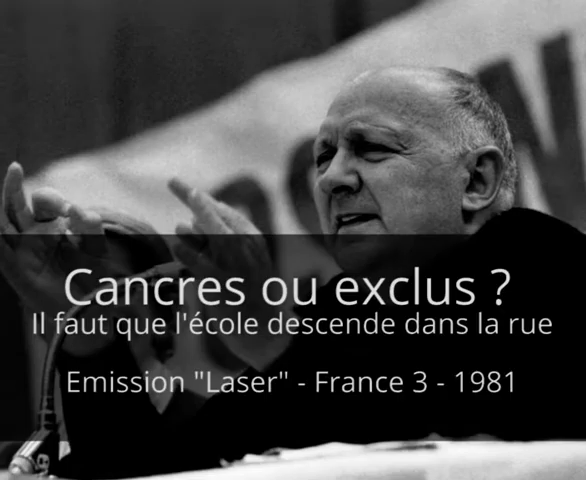 Cancres ou exclus ?
Il faut que l'école descende dans la rue
Emission "Laser" - France 3 - 1981